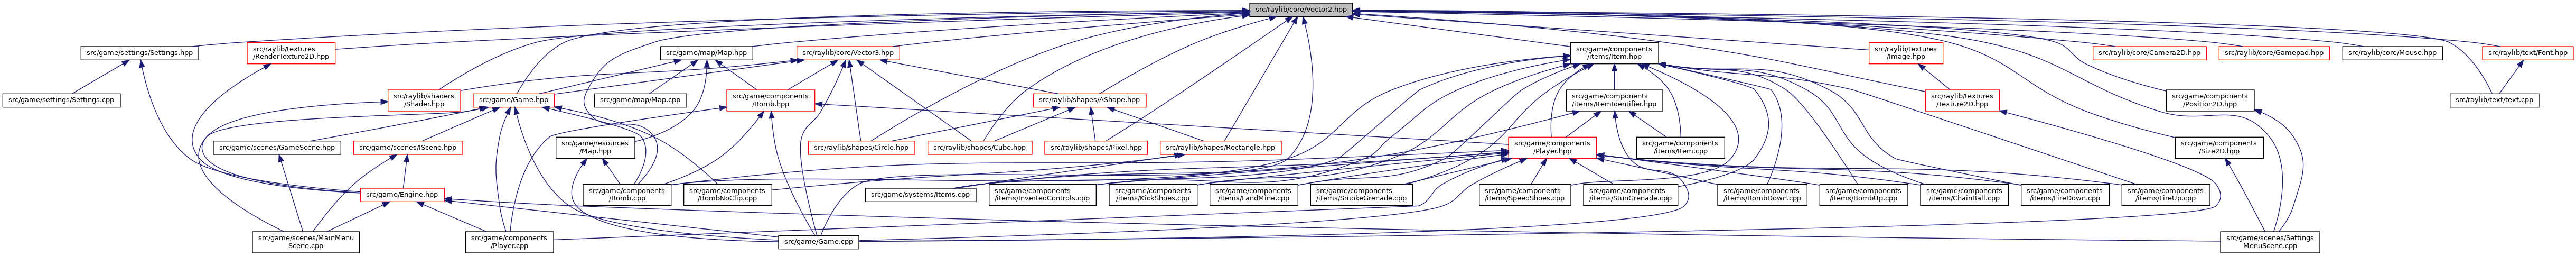 src/raylib/core/Vector2.hpp
src/game/settings/Settings.hpp
src/raylib/textures
/RenderTexture2D.hpp
src/game/map/Map.hpp
src/raylib/core/Vector3.hpp
src/game/components
/items/Item.hpp
src/raylib/textures
/Image.hpp
src/raylib/core/Camera2D.hpp
src/raylib/core/Gamepad.hpp
src/raylib/core/Mouse.hpp
src/raylib/text/Font.hpp
src/game/settings/Settings.cpp
src/raylib/shaders
/Shader.hpp
src/game/Game.hpp
src/game/map/Map.cpp
src/game/components
/Bomb.hpp
src/raylib/shapes/AShape.hpp
src/game/components
/items/ItemIdentifier.hpp
src/raylib/textures
/Texture2D.hpp
src/game/components
/Position2D.hpp
src/raylib/text/text.cpp
src/game/scenes/GameScene.hpp
src/game/scenes/IScene.hpp
src/game/resources
/Map.hpp
src/raylib/shapes/Circle.hpp
src/raylib/shapes/Cube.hpp
src/raylib/shapes/Pixel.hpp
src/raylib/shapes/Rectangle.hpp
src/game/components
/Player.hpp
src/game/components
/items/Item.cpp
src/game/components
/Size2D.hpp
src/game/Engine.hpp
src/game/components
/Bomb.cpp
src/game/components
/BombNoClip.cpp
src/game/systems/Items.cpp
src/game/components
/items/InvertedControls.cpp
src/game/components
/items/KickShoes.cpp
src/game/components
/items/LandMine.cpp
src/game/components
/items/SmokeGrenade.cpp
src/game/components
/items/SpeedShoes.cpp
src/game/components
/items/StunGrenade.cpp
src/game/components
/items/BombDown.cpp
src/game/components
/items/BombUp.cpp
src/game/components
/items/ChainBall.cpp
src/game/components
/items/FireDown.cpp
src/game/components
/items/FireUp.cpp
src/game/scenes/MainMenu
Scene.cpp
src/game/components
/Player.cpp
src/game/Game.cpp
src/game/scenes/Settings
MenuScene.cpp